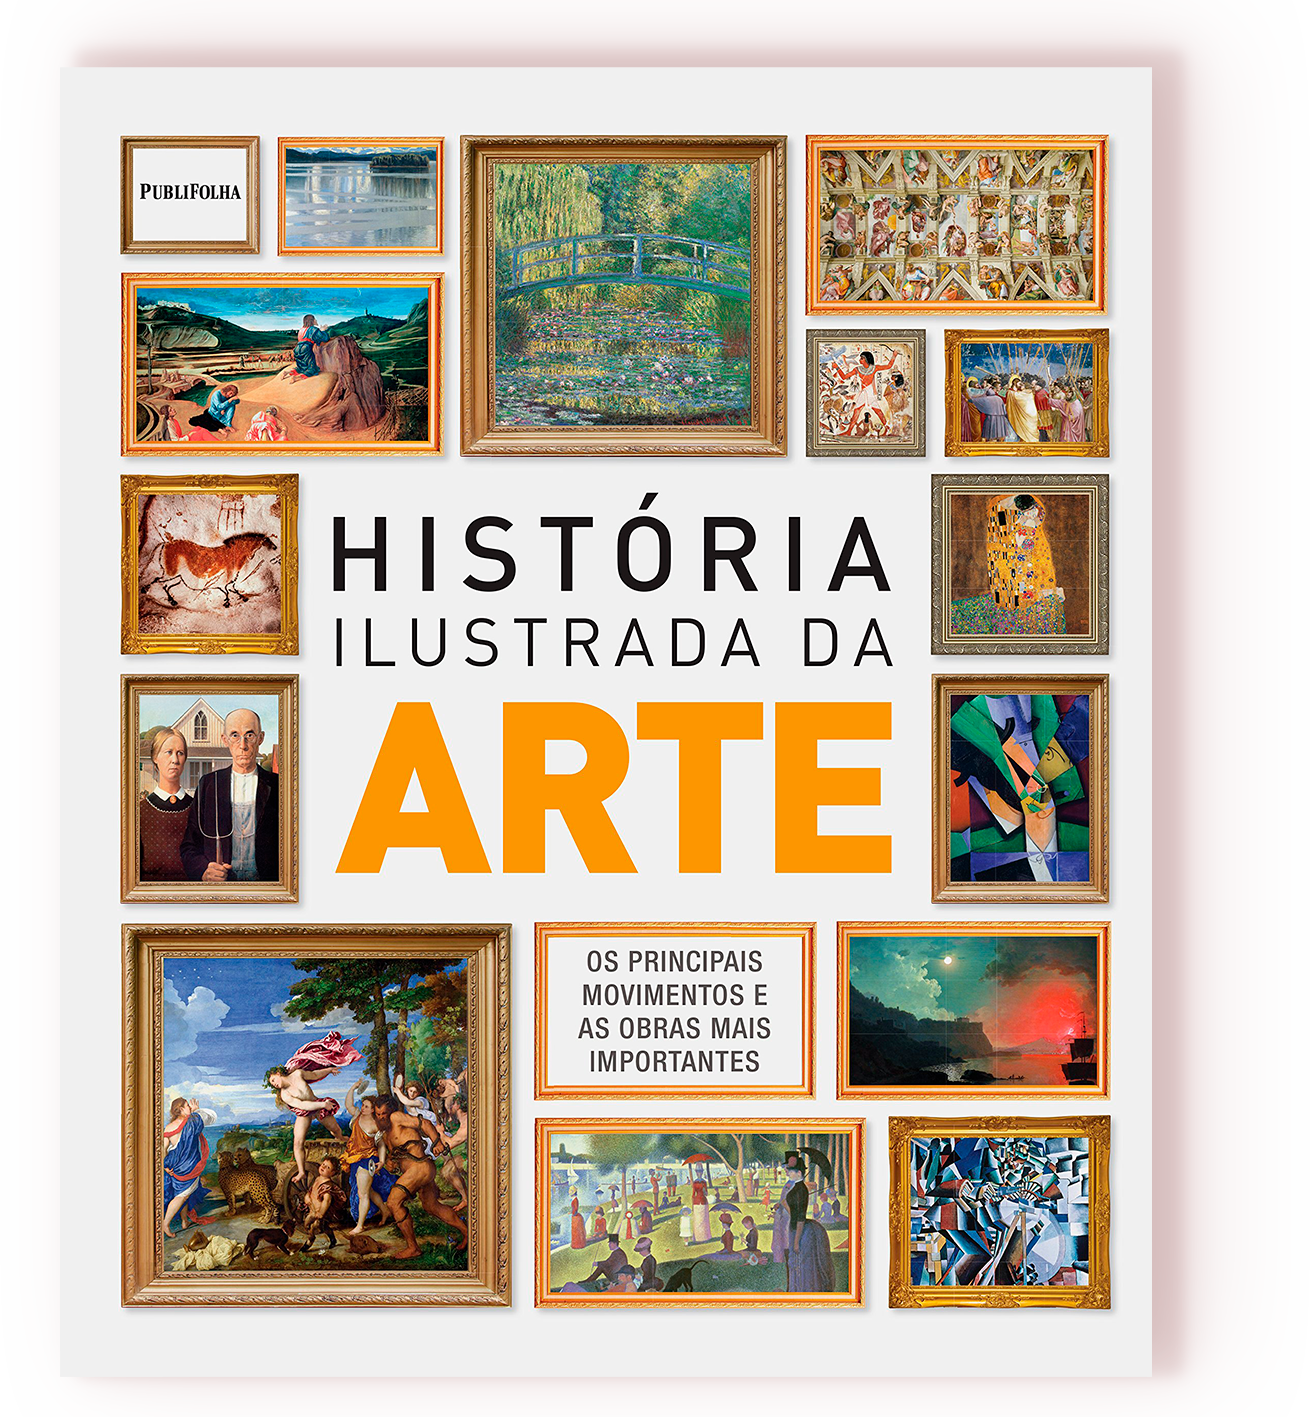 PUBLIFOLHA
HISTÓRIA
ILUSTRADA DA
ARTE
OS PRINCIPAIS
MOVIMENTOS E
AS OBRAS MAIS
IMPORTANTES